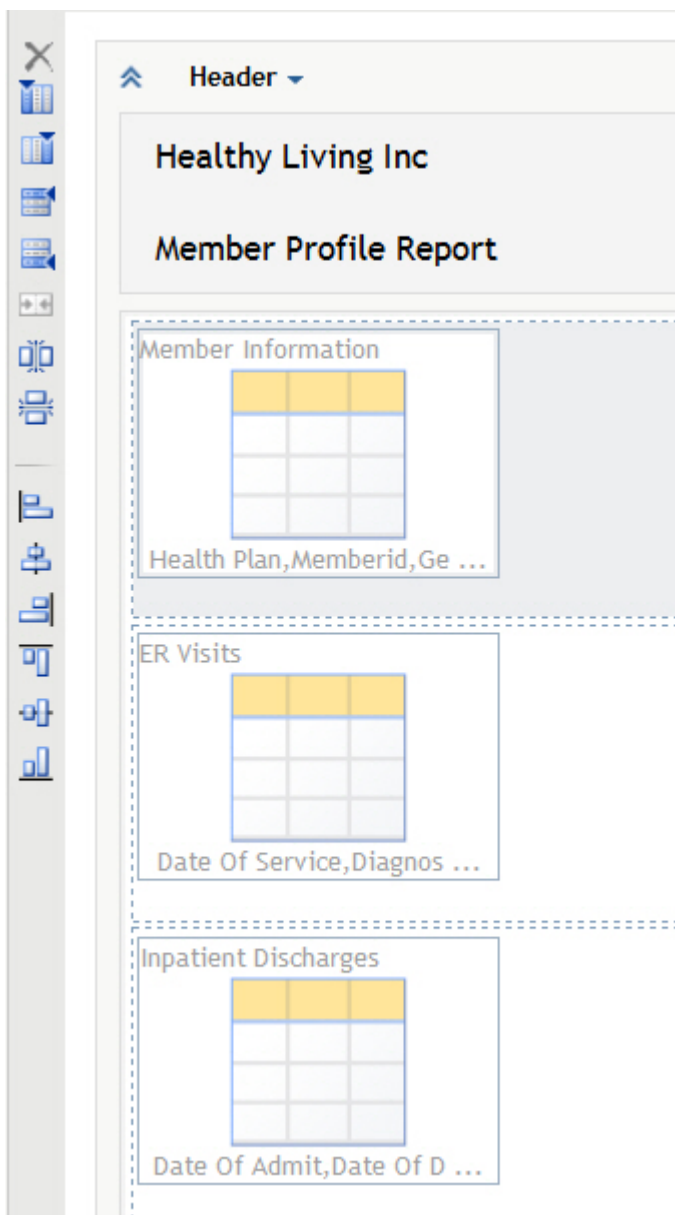 Header
Healthy Living Inc
Member Profile Report
Member Information
Health Plan,Memberid,Ge ...
ER Visits
Date Of Service,Diagnos ...
Inpatient Discharges
Date Of Admit,Date Of D ...